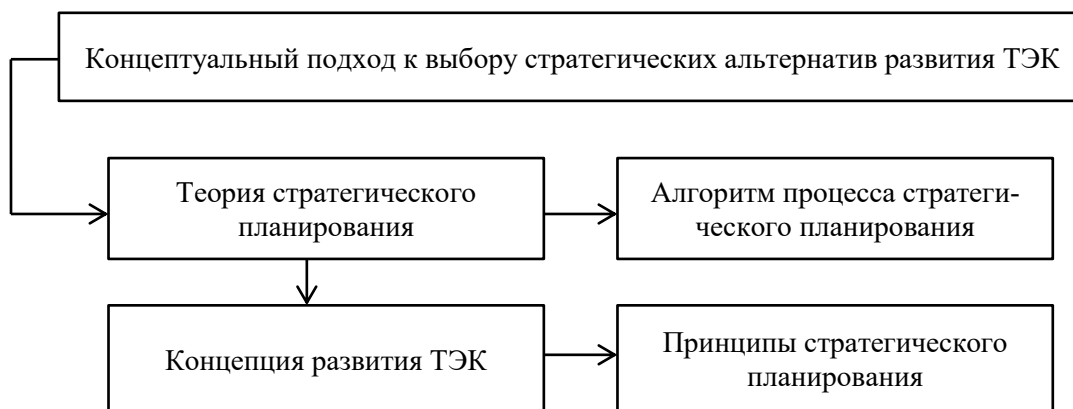 Концептуальный подход к выбору стратегических альтернатив развития ТЭК
Теория стратегического
планирования
Алгоритм процесса стратеги-
ческого планирования
Концепция развития ТЭК
Принципы стратегического
планирования